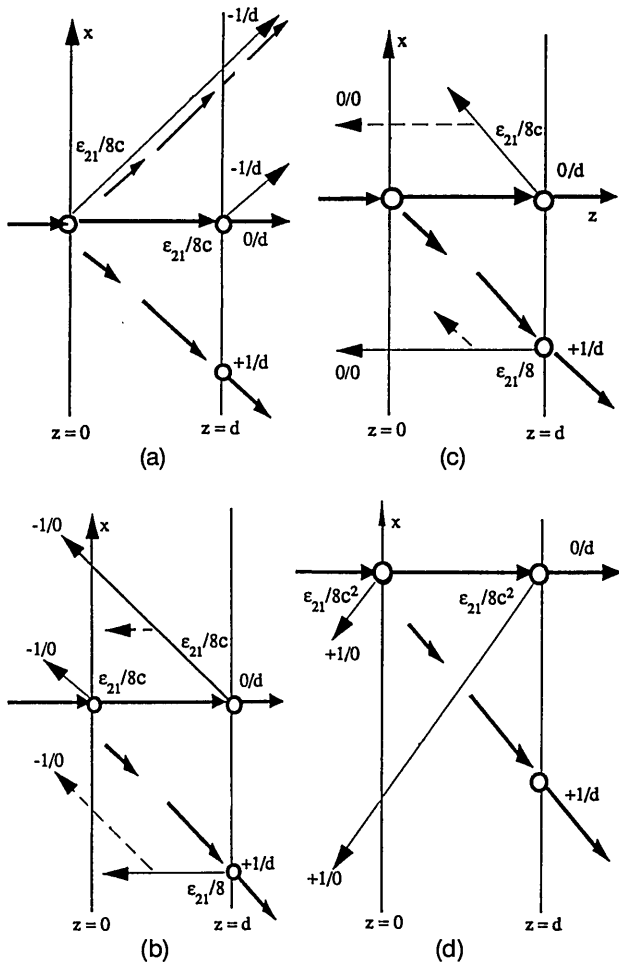 x
-1/d
ε21/8c
-1/d
ε21/8c
0/d
+1/d
z = 0
z = d
(a)
x
0/0
ε21/8c
0/d
z
+1/d
0/0
ε21/8
z = 0
z = d
(c)
-1/0
x
ε21/8c
-1/0
ε21/8c
0/d
-1/0
+1/d
ε21/8
z = 0
z = d
(b)
x
0/d
ε21/8c²
ε21/8c²
+1/0
+1/d
+1/0
z = 0
z = d
(d)